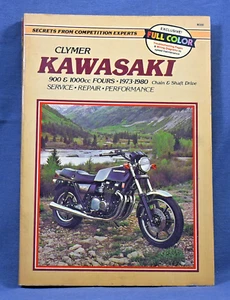 SECRETS FROM COMPETITION EXPERTS
EXCLUSIVE!
FULL COLOR
CLYMER
KAWASAKI
900 & 1000cc FOURS • 1973-1980 Chain & Shaft Drive
SERVICE • REPAIR • PERFORMANCE